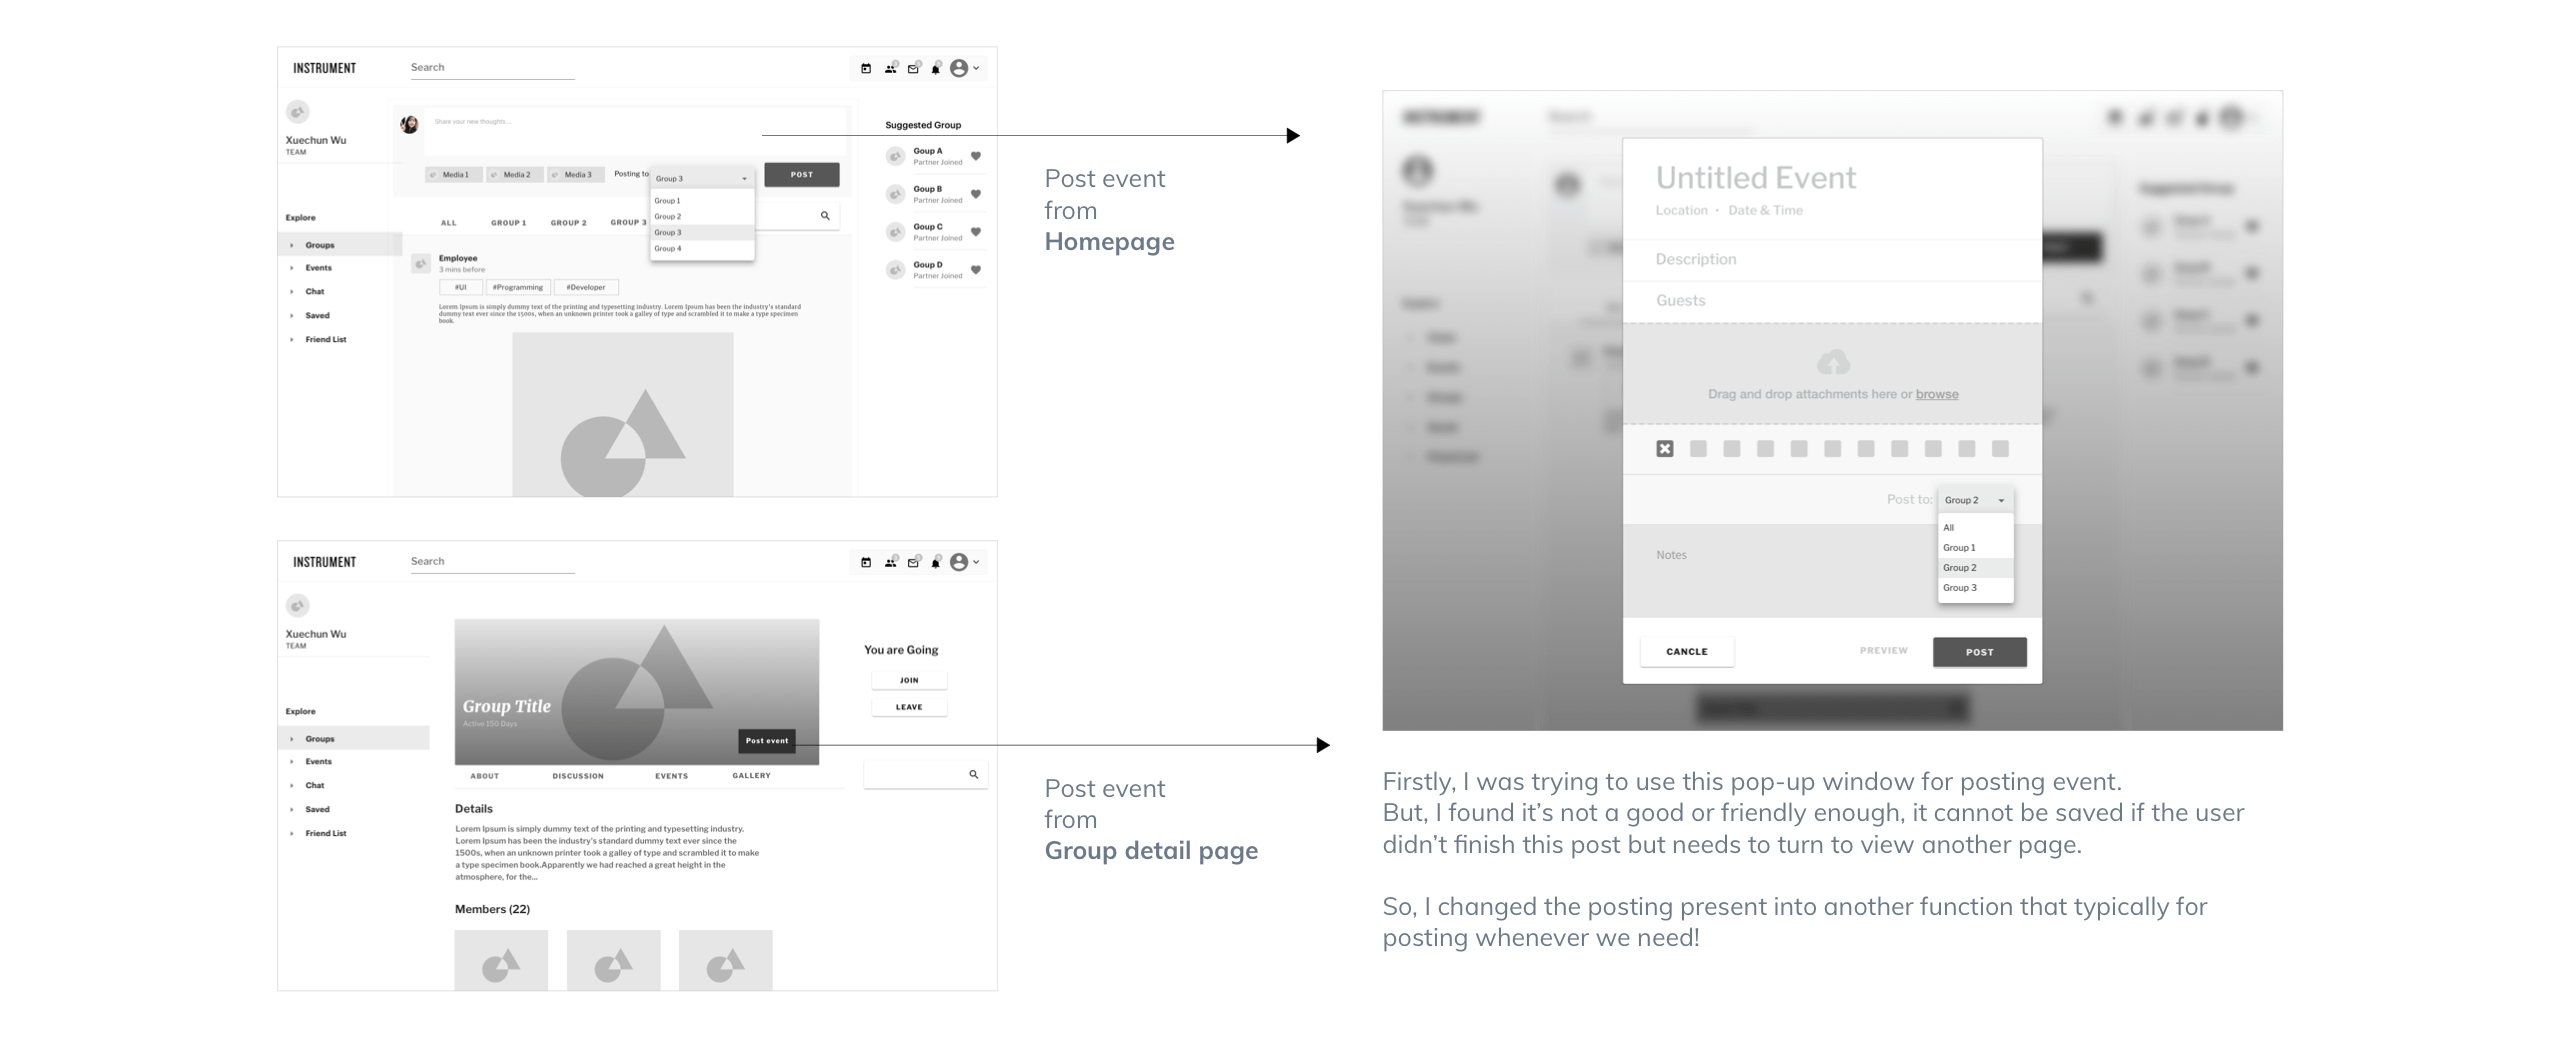 INSTRUMENT
Search
Xuechun Wu
TEAM
Explore
Groups
Events
Chat
Saved
Friend List
Share your new thoughts ...
Media 1
Media 2
Media 3
Posting to
Group 3
POST
Group 1
Group 2
Group 3
Group 4
ALL
GROUP 1
GROUP 2
GROUP 3
Employee
3 mins before
#UI
#Programming
#Developer
Lorem Ipsum is simply dummy text of the printing and typesetting industry. Lorem Ipsum has been the industry's standard
dummy text ever since the 1500s, when an unknown printer took a galley of type and scrambled it to make a type specimen
book.
Suggested Group
Goup A
Partner Joined
Goup B
Partner Joined
Goup C
Partner Joined
Goup D
Partner Joined
Post event
from
Homepage
INSTRUMENT
Search
Xuechun Wu
TEAM
Explore
Groups
Events
Chat
Saved
Friend List
Group Title
Active 150 Days
Post event
ABOUT
DISCUSSION
EVENTS
GALLERY
Details
Lorem Ipsum is simply dummy text of the printing and typesetting industry.
Lorem Ipsum has been the industry's standard dummy text ever since the
1500s, when an unknown printer took a galley of type and scrambled it to make
a type specimen book.Apparently we had reached a great height in the
atmosphere, for the...
Members (22)
You are Going
JOIN
LEAVE
Post event
from
Group detail page
Untitled Event
Location • Date & Time
Description
Guests
Drag and drop attachments here or browse
Post to:
Group 2
All
Group 1
Group 2
Group 3
Notes
CANCLE
PREVIEW
POST
Firstly, I was trying to use this pop-up window for posting event.
But, I found it's not a good or friendly enough, it cannot be saved if the user
didn't finish this post but needs to turn to view another page.
So, I changed the posting present into another function that typically for
posting whenever we need!